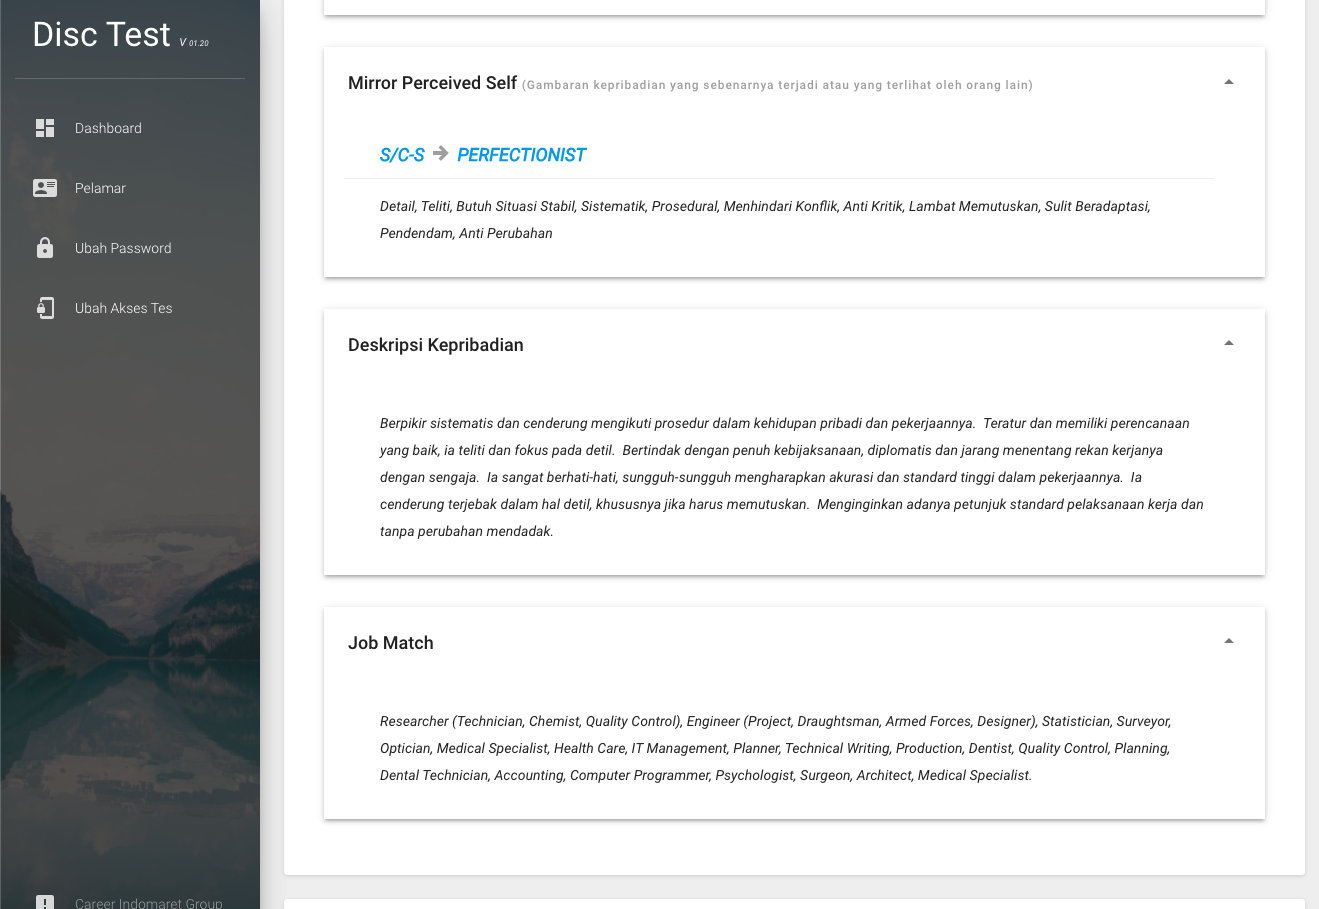 Disc Test V 01.20
Dashboard
Pelamar
Ubah Password
Ubah Akses Tes
Career Indomaret Group
Mirror Perceived Self (Gambaran kepribadian yang sebenarnya terjadi atau yang terlihat oleh orang lain)
S/C-S → PERFECTIONIST
Detail, Teliti, Butuh Situasi Stabil, Sistematik, Prosedural, Menhindari Konflik, Anti Kritik, Lambat Memutuskan, Sulit Beradaptasi,
Pendendam, Anti Perubahan
Deskripsi Kepribadian
Berpikir sistematis dan cenderung mengikuti prosedur dalam kehidupan pribadi dan pekerjaannya. Teratur dan memiliki perencanaan
yang baik, ia teliti dan fokus pada detil. Bertindak dengan penuh kebijaksanaan, diplomatis dan jarang menentang rekan kerjanya
dengan sengaja. Ia sangat berhati-hati, sungguh-sungguh mengharapkan akurasi dan standard tinggi dalam pekerjaannya. Ia
cenderung terjebak dalam hal detil, khususnya jika harus memutuskan. Menginginkan adanya petunjuk standard pelaksanaan kerja dan
tanpa perubahan mendadak.
Job Match
Researcher (Technician, Chemist, Quality Control), Engineer (Project, Draughtsman, Armed Forces, Designer), Statistician, Surveyor,
Optician, Medical Specialist, Health Care, IT Management, Planner, Technical Writing, Production, Dentist, Quality Control, Planning,
Dental Technician, Accounting, Computer Programmer, Psychologist, Surgeon, Architect, Medical Specialist.